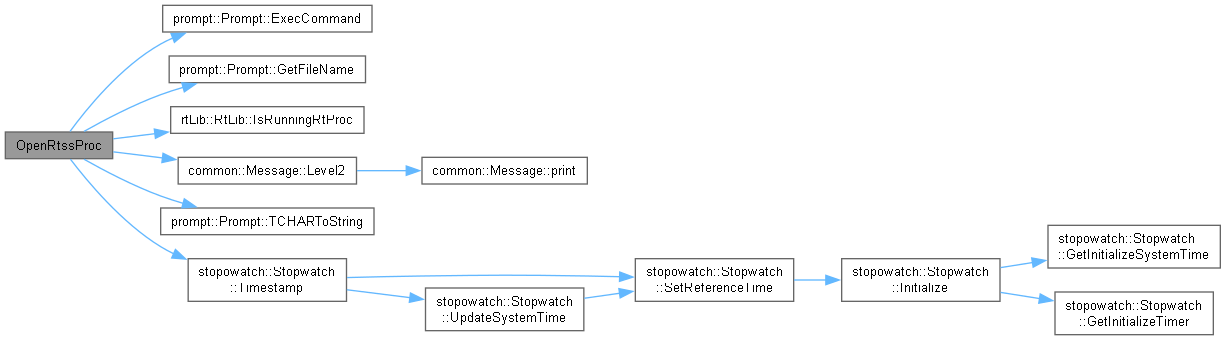 prompt::Prompt::ExecCommand
prompt::Prompt::GetFileName
rtLib::RtLib::IsRunningRtProc
OpenRtssProc
common::Message::Level2
common::Message::print
prompt::Prompt::TCHARToString
stopowatch::Stopwatch
::Timestamp
stopowatch::Stopwatch
::UpdateSystemTime
stopowatch::Stopwatch
::SetReferenceTime
stopowatch::Stopwatch
::Initialize
stopowatch::Stopwatch
::GetInitializeSystemTime
stopowatch::Stopwatch
::GetInitializeTimer